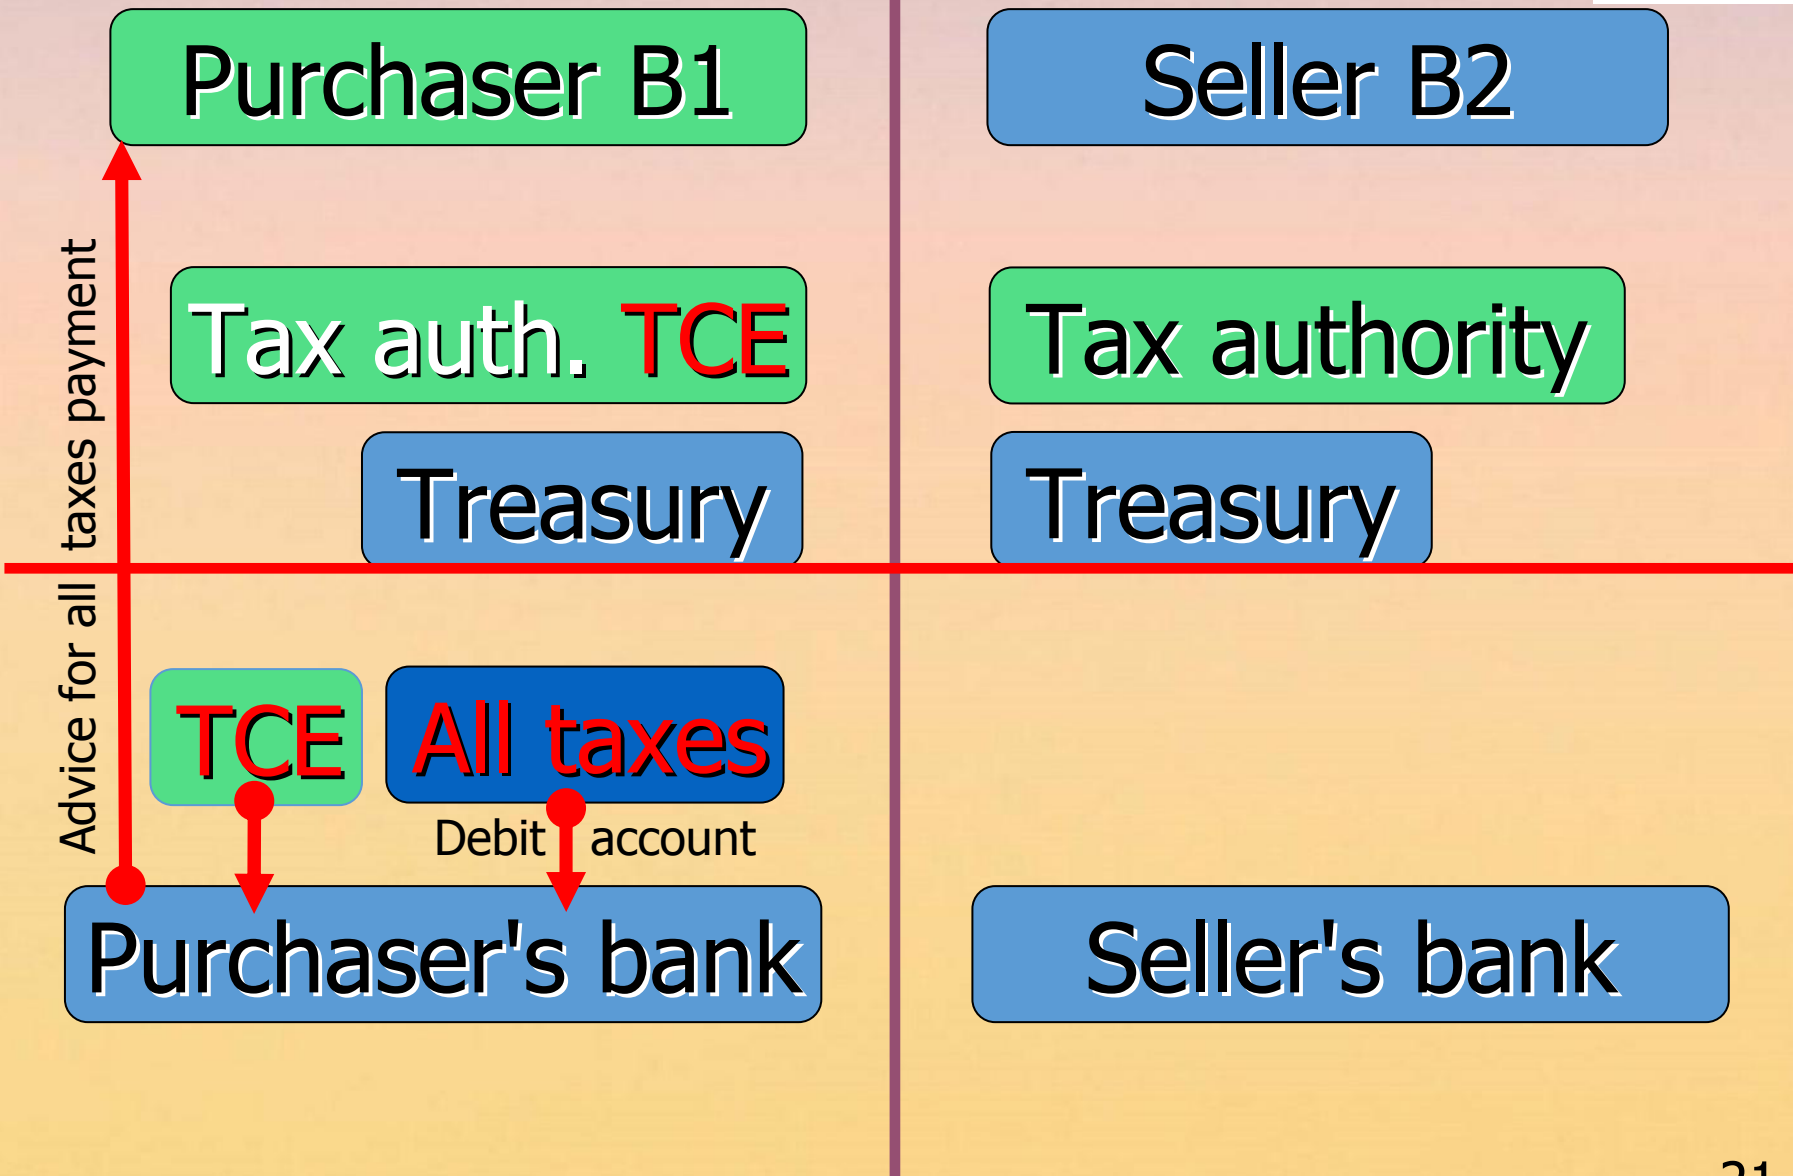 Purchaser B1
Seller B2
Advice for all taxes payment
Tax auth. TCE
Tax authority
Treasury
Treasury
TCE
All taxes
Debit account
Purchaser's bank
Seller's bank